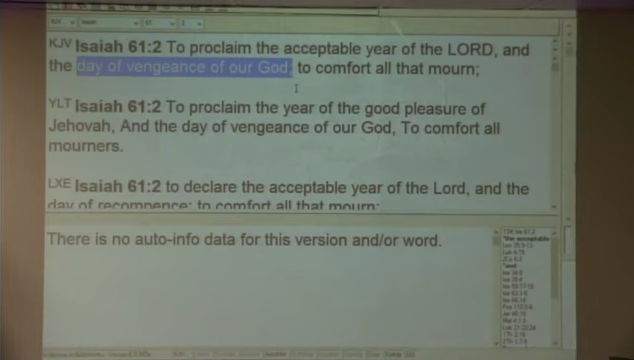 KJV Isaiah 61:2 To proclaim the acceptable year of the LORD, and
the day of vengeance of our God; to comfort all that mourn;
YLT Isaiah 61:2 To proclaim the year of the good pleasure of
Jehovah, And the day of vengeance of our God, To comfort all
mourners.
LXE Isaiah 61:2 to declare the acceptable year of the Lord, and the
day of recompence; to comfort all that mourn;
There is no auto-info data for this version and/or word.